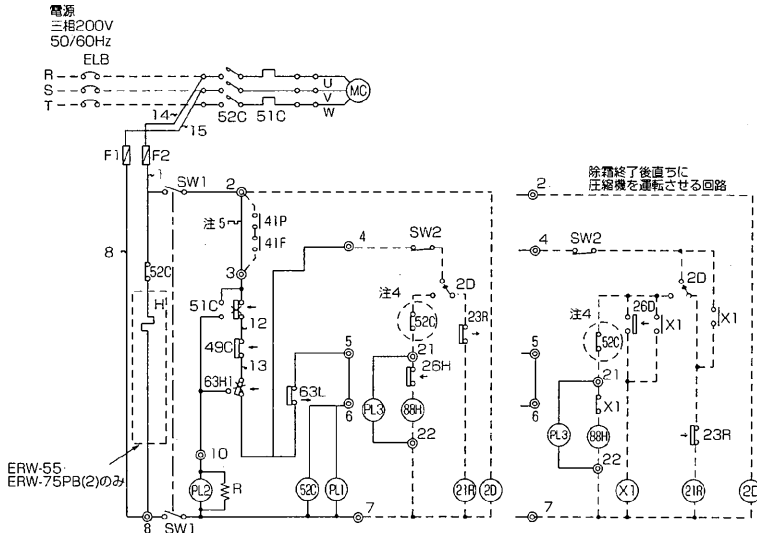 電源
三相200V
50/60Hz
ELB
R
S
T
U
V
W
MC
52C
51C
14
15
F1
F2
1
SW1
2
8
注5
41P
41F
3
52C
H
51C
12
49C
13
63H1
63L
4
SW2
2D
注4
52C
23R
5
21
26H
6
PL3
88H
22
10
ERW-55
ERW-75PB(2)のみ
PL2
R
52C
PL1
21R
2D
8
SW1
7
除霜終了後直ちに
圧縮機を運転させる回路
2
4
SW2
2D
注4
26D
X1
X1
52C
5
21
6
X1
PL3
88H
23R
22
X1
21R
2D
7